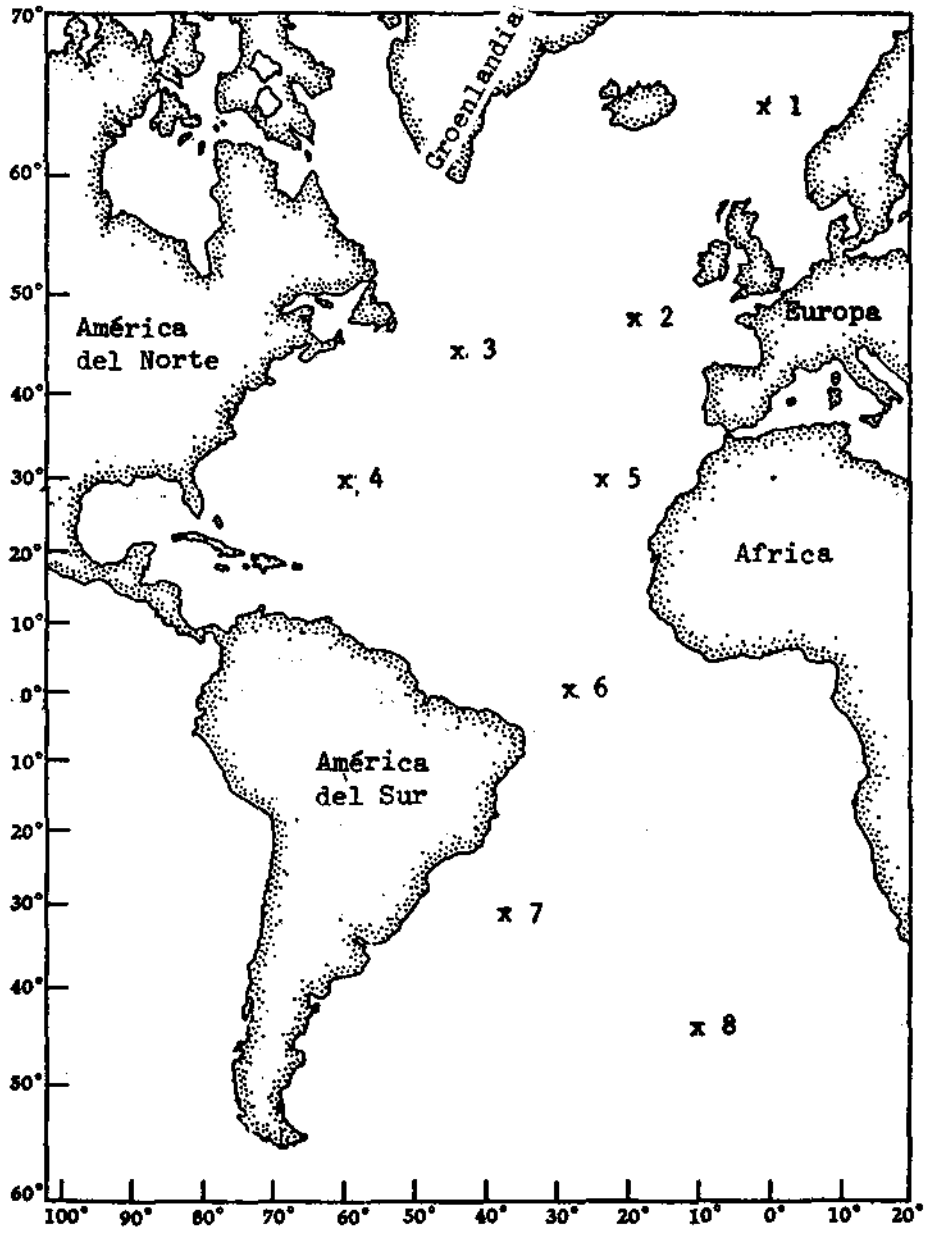 70°
Groenlandia
x 1
60°
50°
América
del Norte
x 2
Europa
x 3
40°
30°
x 4
x 5
20°
Africa
10°
0°
x 6
10°
América
del Sur
20°
30°
x 7
40°
x 8
50°
60°
100° 90° 80° 70° 60° 50° 40° 30° 20° 10° 0° 10° 20°